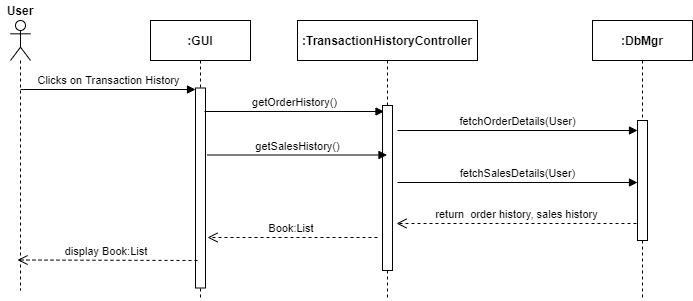 User
:GUI
:TransactionHistoryController
:DbMgr
Clicks on Transaction History
getOrderHistory()
fetchOrderDetails(User)
getSalesHistory()
fetchSalesDetails(User)
return order history, sales history
Book:List
display Book:List